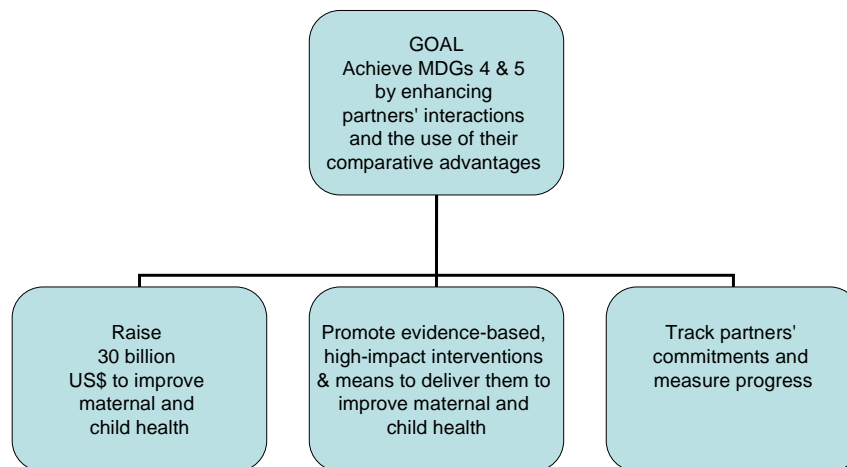 GOAL
Achieve MDGs 4 & 5
by enhancing
partners' interactions
and the use of their
comparative advantages
Raise
30 billion
US$ to improve
maternal and
child health
Promote evidence-based,
high-impact interventions
& means to deliver them to
improve maternal and
child health
Track partners'
commitments and
measure progress